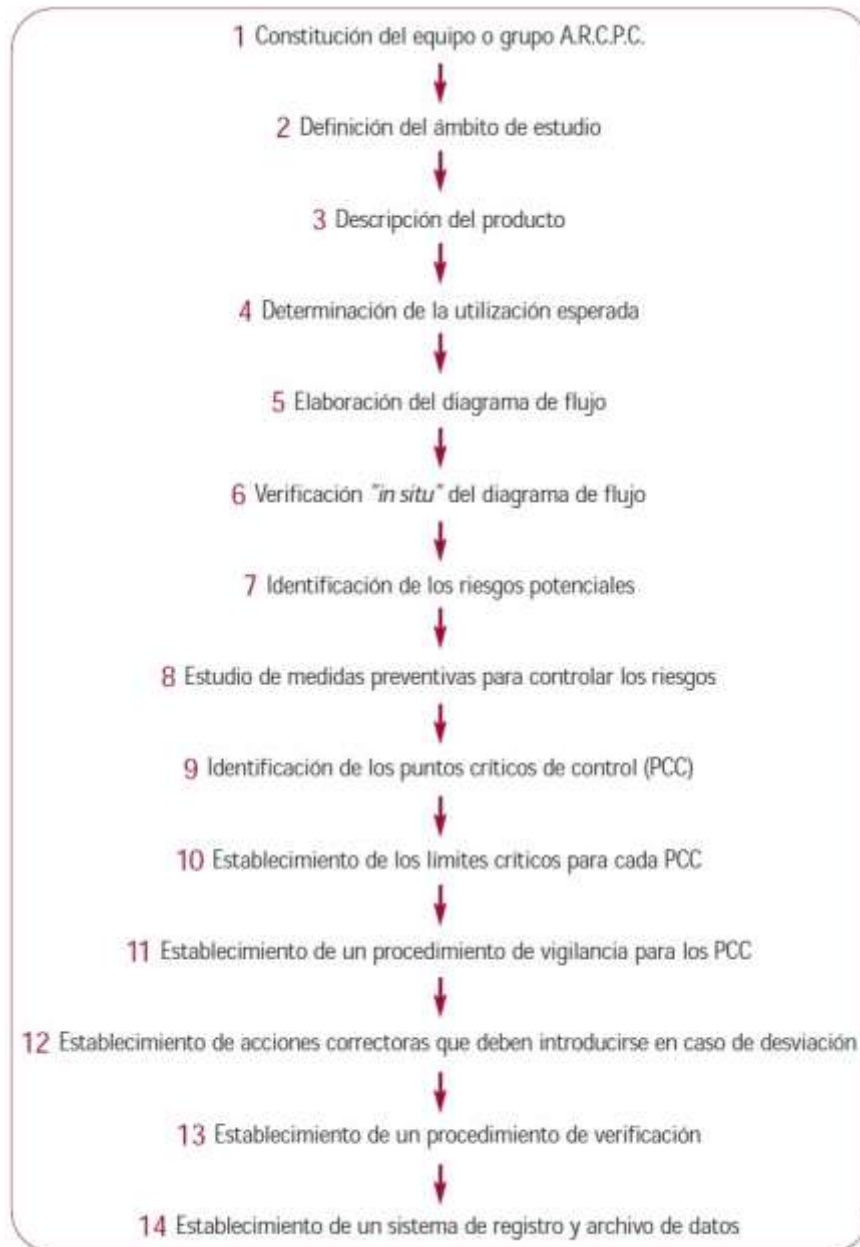 1 Constitución del equipo o grupo A.R.C.P.C.
2 Definición del ámbito de estudio
3 Descripción del producto
4 Determinación de la utilización esperada
5 Elaboración del diagrama de flujo
6 Verificación "in situ" del diagrama de flujo
7 Identificación de los riesgos potenciales
8 Estudio de medidas preventivas para controlar los riesgos
9 Identificación de los puntos críticos de control (PCC)
10 Establecimiento de los límites críticos para cada PCC
11 Establecimiento de un procedimiento de vigilancia para los PCC
12 Establecimiento de acciones correctoras que deben introducirse en caso de desviación
13 Establecimiento de un procedimiento de verificación
14 Establecimiento de un sistema de registro y archivo de datos